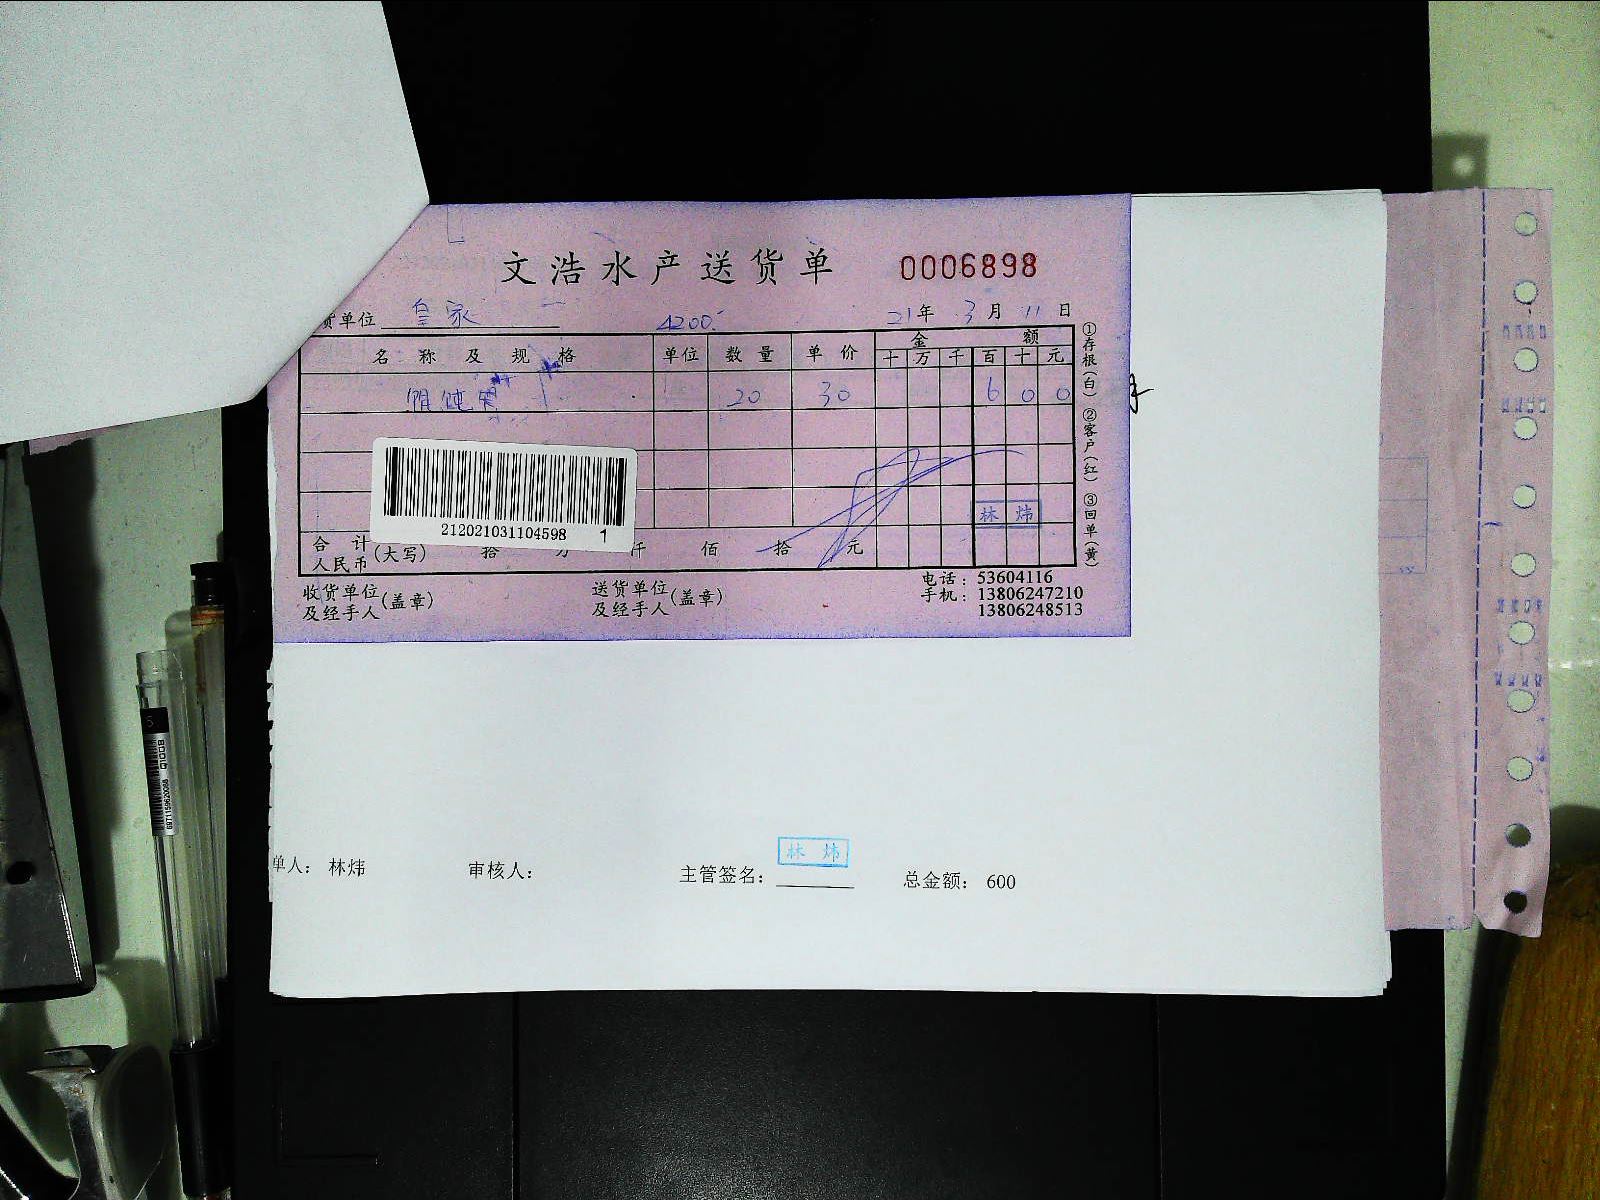 文浩水产送货单 0006898
货单位 皇家 4200 21年3月11日
名称及规格 单位 数量 单价 金额
十万千百十元
20 30 6 0 0
①存根(白) ②客户(红) ③回单(黄)
212021031104598 1
林炜
合计人民币(大写) 拾 万 仟 佰 拾 元
收货单位及经手人(盖章) 送货单位及经手人(盖章) 电话：53604116
手机：13806247210
13806248513
林炜
单人： 林炜 审核人： 主管签名： 总金额： 600